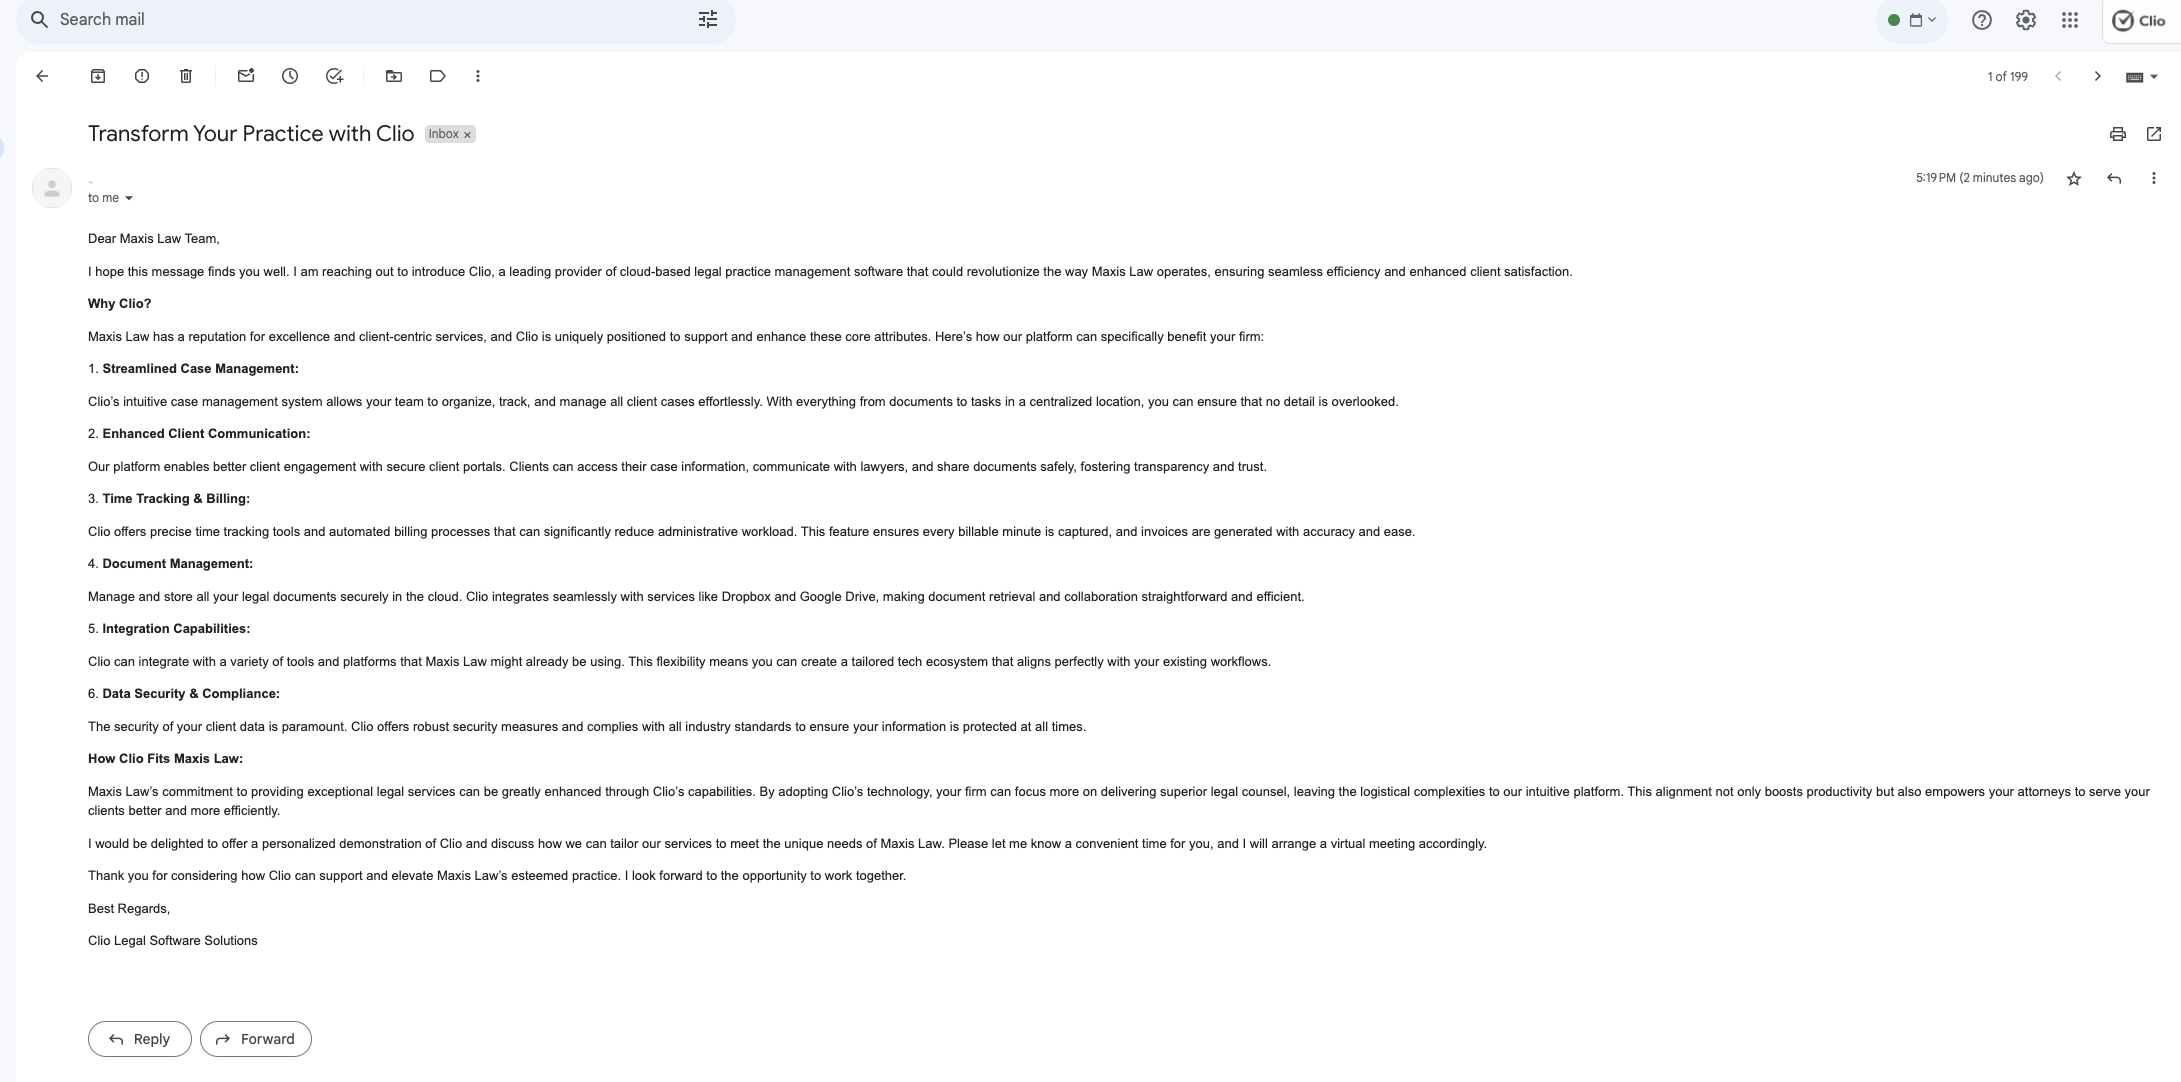 Search mail
Clio
1 of 199
Transform Your Practice with Clio Inbox ×
5:19 PM (2 minutes ago)
to me
Dear Maxis Law Team,
I hope this message finds you well. I am reaching out to introduce Clio, a leading provider of cloud-based legal practice management software that could revolutionize the way Maxis Law operates, ensuring seamless efficiency and enhanced client satisfaction.
Why Clio?
Maxis Law has a reputation for excellence and client-centric services, and Clio is uniquely positioned to support and enhance these core attributes. Here’s how our platform can specifically benefit your firm:
1. Streamlined Case Management:
Clio’s intuitive case management system allows your team to organize, track, and manage all client cases effortlessly. With everything from documents to tasks in a centralized location, you can ensure that no detail is overlooked.
2. Enhanced Client Communication:
Our platform enables better client engagement with secure client portals. Clients can access their case information, communicate with lawyers, and share documents safely, fostering transparency and trust.
3. Time Tracking & Billing:
Clio offers precise time tracking tools and automated billing processes that can significantly reduce administrative workload. This feature ensures every billable minute is captured, and invoices are generated with accuracy and ease.
4. Document Management:
Manage and store all your legal documents securely in the cloud. Clio integrates seamlessly with services like Dropbox and Google Drive, making document retrieval and collaboration straightforward and efficient.
5. Integration Capabilities:
Clio can integrate with a variety of tools and platforms that Maxis Law might already be using. This flexibility means you can create a tailored tech ecosystem that aligns perfectly with your existing workflows.
6. Data Security & Compliance:
The security of your client data is paramount. Clio offers robust security measures and complies with all industry standards to ensure your information is protected at all times.
How Clio Fits Maxis Law:
Maxis Law’s commitment to providing exceptional legal services can be greatly enhanced through Clio’s capabilities. By adopting Clio’s technology, your firm can focus more on delivering superior legal counsel, leaving the logistical complexities to our intuitive platform. This alignment not only boosts productivity but also empowers your attorneys to serve your
clients better and more efficiently.
I would be delighted to offer a personalized demonstration of Clio and discuss how we can tailor our services to meet the unique needs of Maxis Law. Please let me know a convenient time for you, and I will arrange a virtual meeting accordingly.
Thank you for considering how Clio can support and elevate Maxis Law’s esteemed practice. I look forward to the opportunity to work together.
Best Regards,
Clio Legal Software Solutions
Reply
Forward